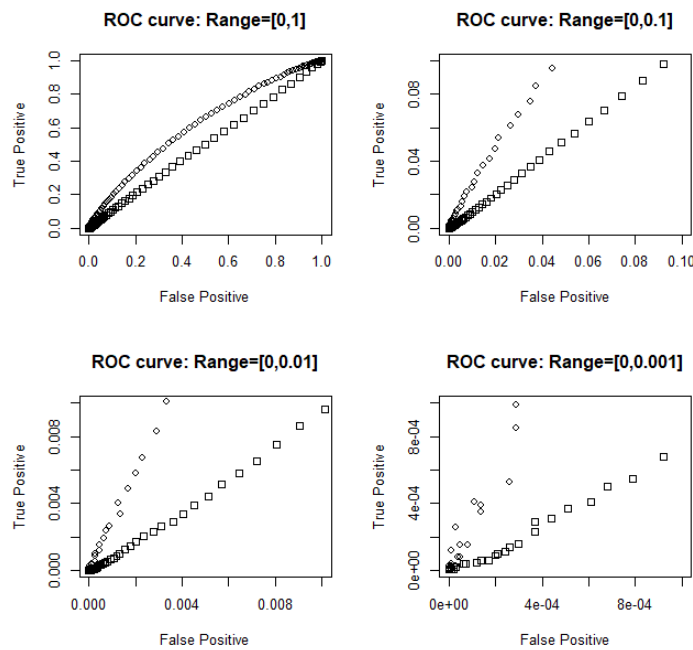 ROC curve: Range=[0,1]
True Positive
0.0 0.2 0.4 0.6 0.8 1.0
0.0 0.2 0.4 0.6 0.8 1.0
False Positive
ROC curve: Range=[0,0.1]
True Positive
0.00 0.04 0.08
0.00 0.02 0.04 0.06 0.08 0.10
False Positive
ROC curve: Range=[0,0.01]
True Positive
0.000 0.004 0.008
0.000 0.004 0.008
False Positive
ROC curve: Range=[0,0.001]
True Positive
0e+00 4e-04 8e-04
0e+00 4e-04 8e-04
False Positive